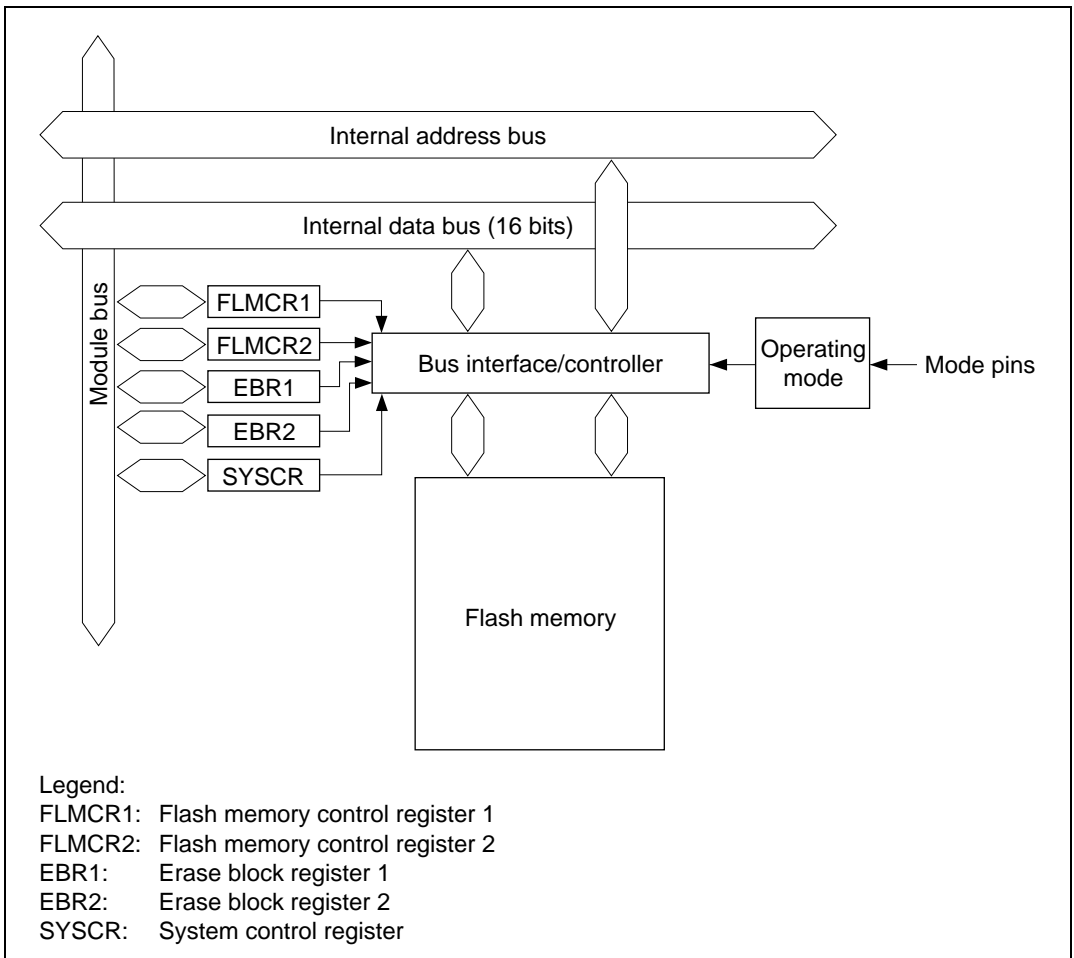 Internal address bus
Internal data bus (16 bits)
Module bus
FLMCR1
FLMCR2
EBR1
EBR2
SYSCR
Bus interface/controller
Operating
mode
Mode pins
Flash memory
Legend:
FLMCR1: Flash memory control register 1
FLMCR2: Flash memory control register 2
EBR1: Erase block register 1
EBR2: Erase block register 2
SYSCR: System control register